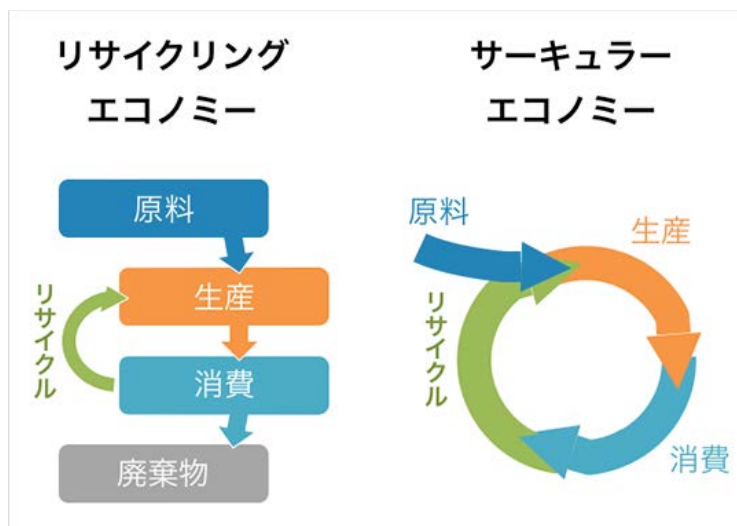 リサイクリング
エコノミー
原料
生産
リサイクル
消費
廃棄物
サーキュラー
エコノミー
原料
生産
リサイクル
消費